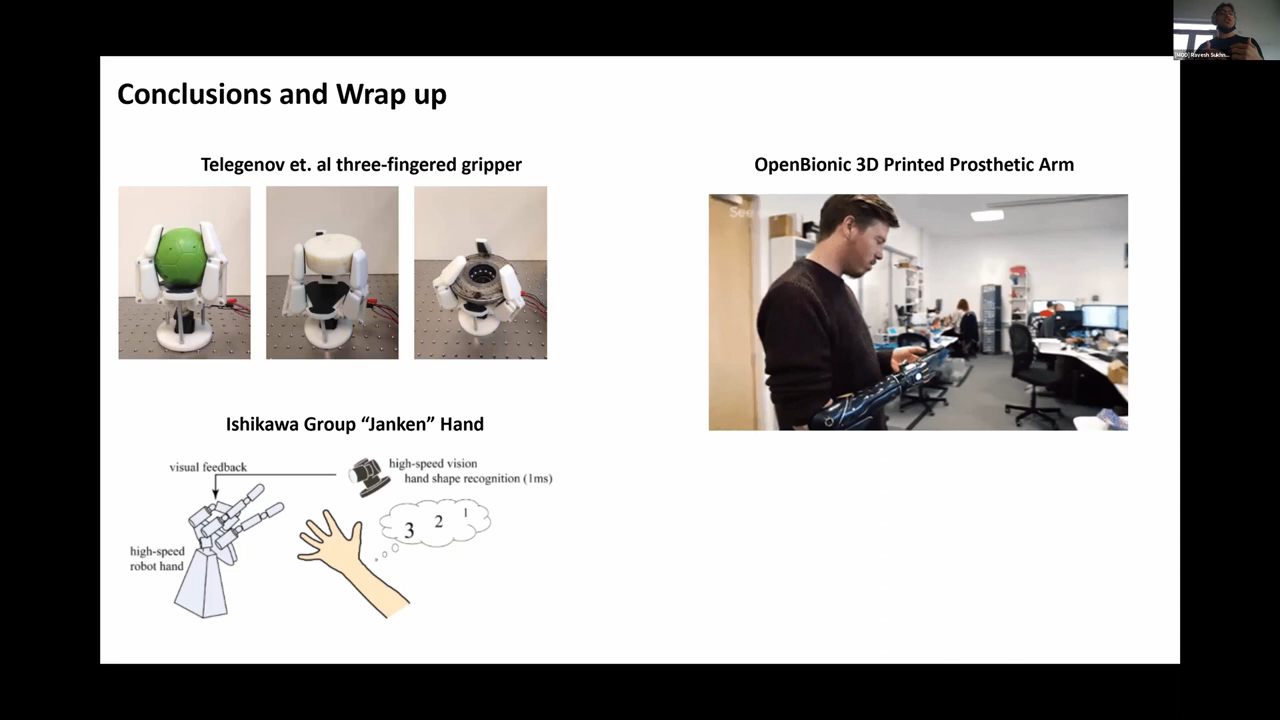 Conclusions and Wrap up
Telegenov et. al three-fingered gripper
OpenBionic 3D Printed Prosthetic Arm
See
Ishikawa Group “Janken” Hand
visual feedback
high-speed vision
hand shape recognition (1ms)
3 2 1
high-speed
robot hand